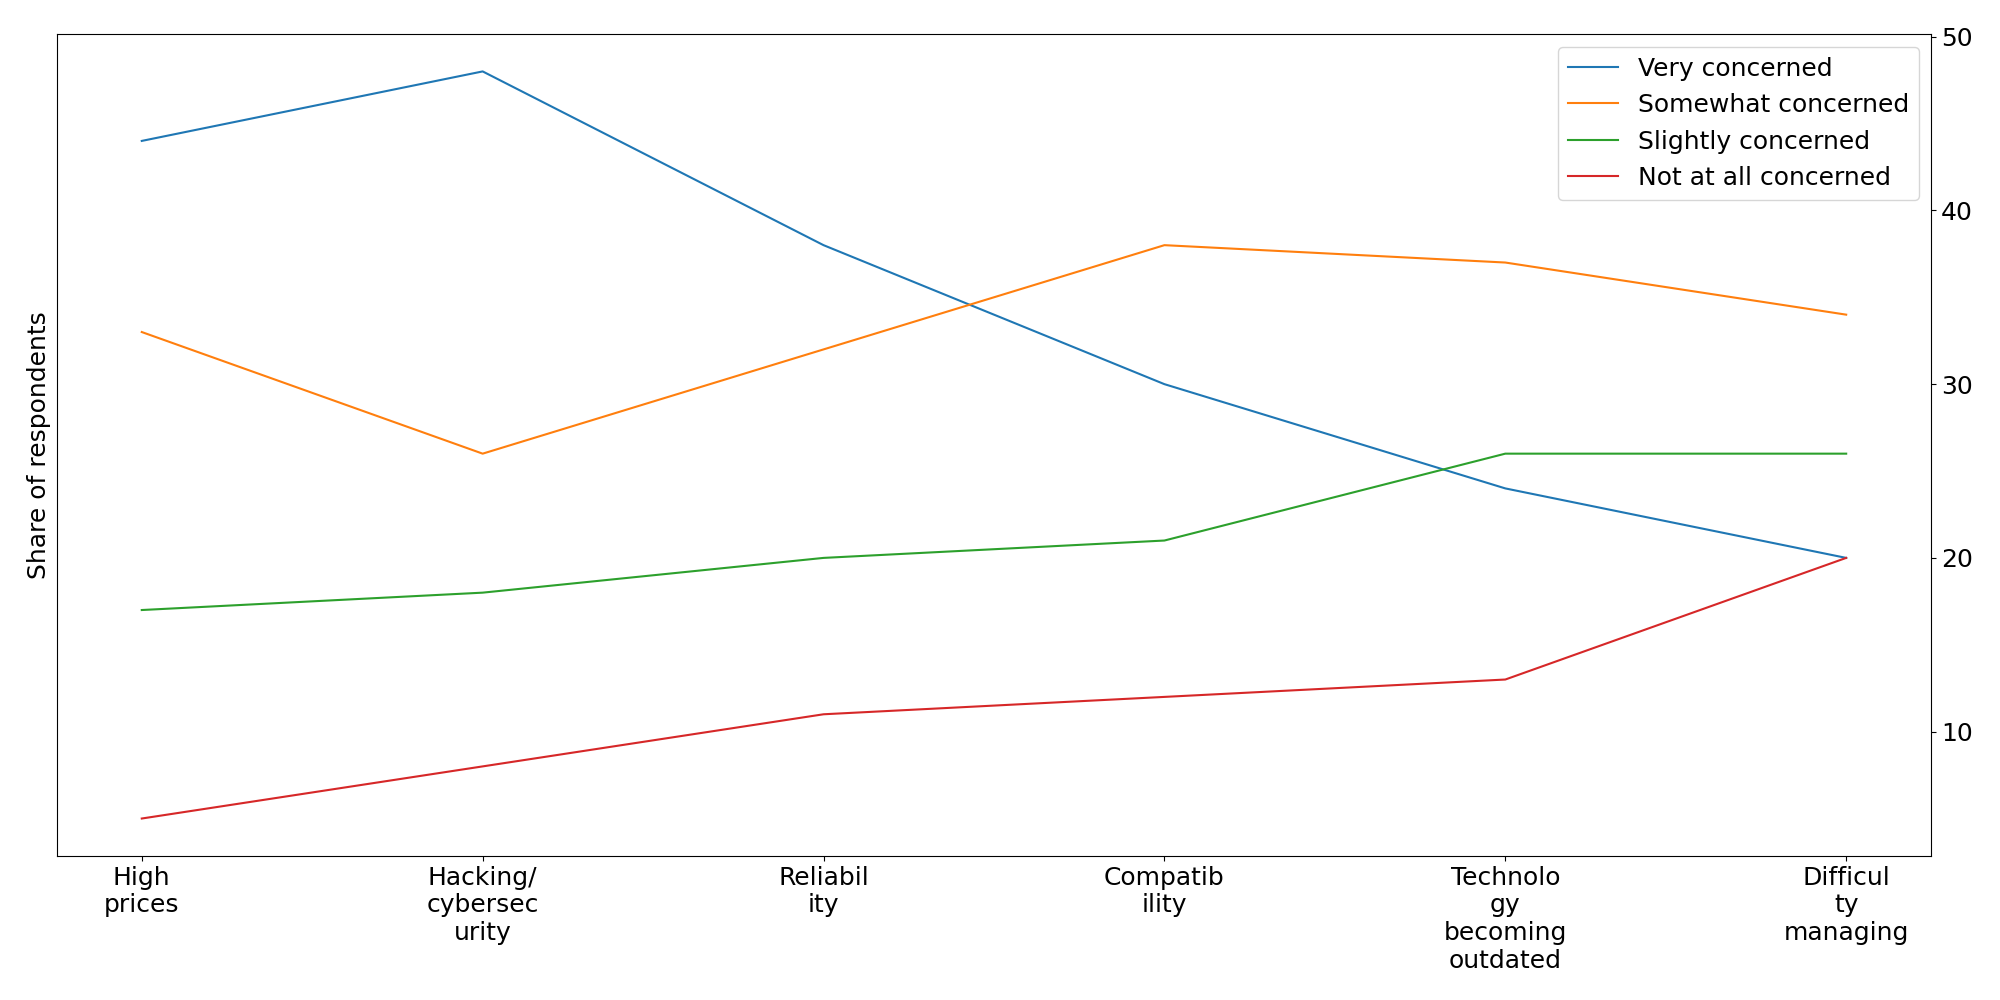 Share of respondents
50
40
30
20
10
Very concerned
Somewhat concerned
Slightly concerned
Not at all concerned
High
prices
Hacking/
cybersec
urity
Reliabil
ity
Compatib
ility
Technolo
gy
becoming
outdated
Difficul
ty
managing